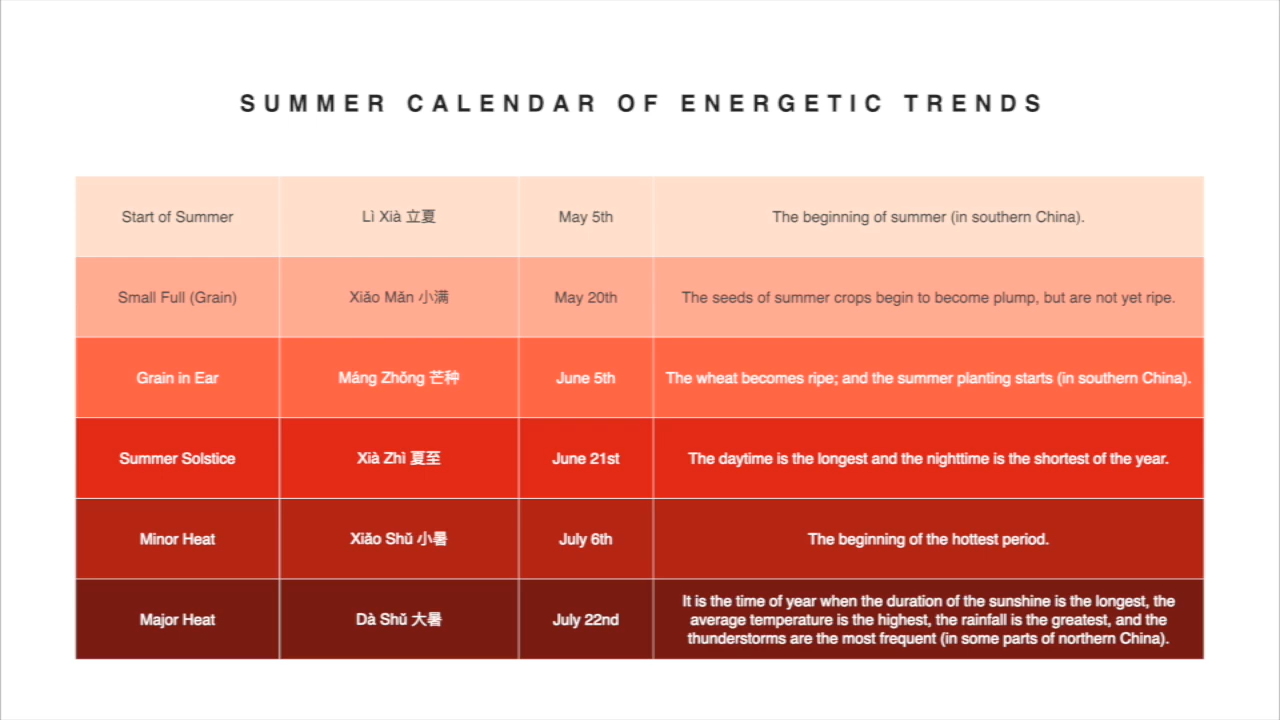 SUMMER CALENDAR OF ENERGETIC TRENDS
Start of Summer
Lì Xià 立夏
May 5th
The beginning of summer (in southern China).
Small Full (Grain)
Xiǎo Mǎn 小满
May 20th
The seeds of summer crops begin to become plump, but are not yet ripe.
Grain in Ear
Máng Zhǒng 芒种
June 5th
The wheat becomes ripe; and the summer planting starts (in southern China).
Summer Solstice
Xià Zhì 夏至
June 21st
The daytime is the longest and the nighttime is the shortest of the year.
Minor Heat
Xiǎo Shǔ 小暑
July 6th
The beginning of the hottest period.
Major Heat
Dà Shǔ 大暑
July 22nd
It is the time of year when the duration of the sunshine is the longest, the
average temperature is the highest, the rainfall is the greatest, and the
thunderstorms are the most frequent (in some parts of northern China).